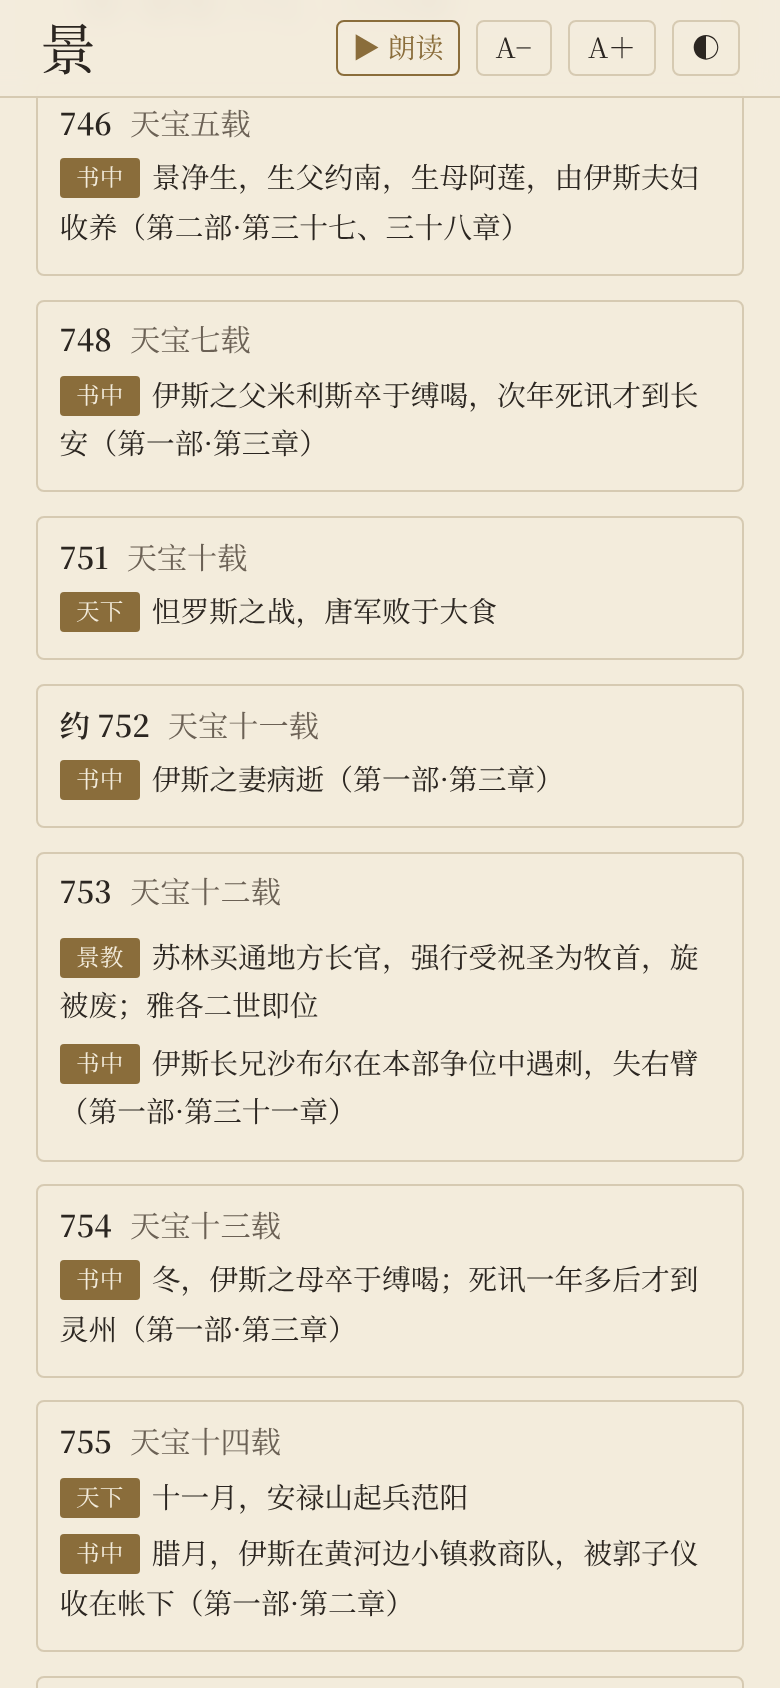 景 ▶ 朗读 A− A＋
746 天宝五载
书中 景净生，生父约南，生母阿莲，由伊斯夫妇
收养（第二部·第三十七、三十八章）
748 天宝七载
书中 伊斯之父米利斯卒于缚喝，次年死讯才到长
安（第一部·第三章）
751 天宝十载
天下 怛罗斯之战，唐军败于大食
约 752 天宝十一载
书中 伊斯之妻病逝（第一部·第三章）
753 天宝十二载
景教 苏林买通地方长官，强行受祝圣为牧首，旋
被废；雅各二世即位
书中 伊斯长兄沙布尔在本部争位中遇刺，失右臂
（第一部·第三十一章）
754 天宝十三载
书中 冬，伊斯之母卒于缚喝；死讯一年多后才到
灵州（第一部·第三章）
755 天宝十四载
天下 十一月，安禄山起兵范阳
书中 腊月，伊斯在黄河边小镇救商队，被郭子仪
收在帐下（第一部·第二章）